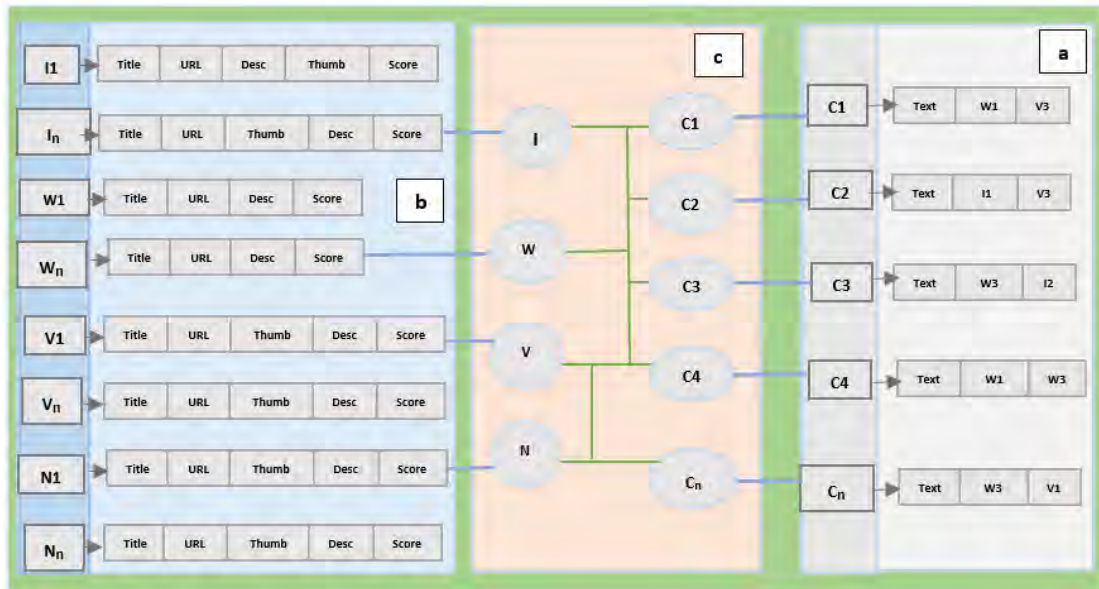 I1 Title URL Desc Thumb Score
In Title URL Thumb Desc Score
W1 Title URL Desc Score
Wn Title URL Desc Score
V1 Title URL Thumb Desc Score
Vn Title URL Thumb Desc Score
N1 Title URL Thumb Desc Score
Nn Title URL Thumb Desc Score
b
c
I
W
V
N
C1
C2
C3
C4
Cn
a
C1 Text W1 V3
C2 Text I1 V3
C3 Text W3 I2
C4 Text W1 W3
Cn Text W3 V1